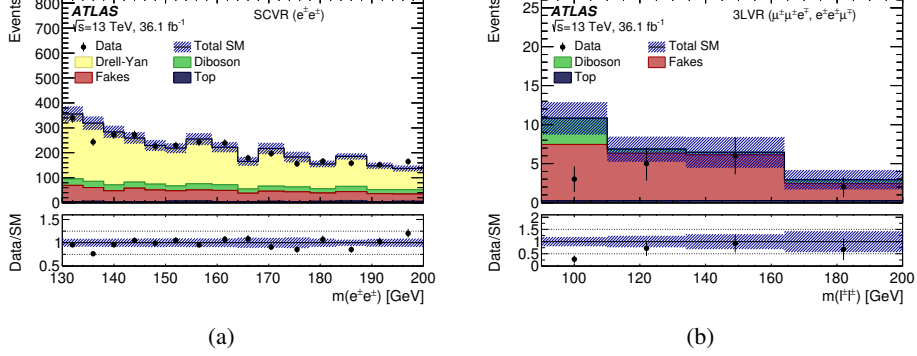 ATLAS
√s=13 TeV, 36.1 fb⁻¹
SCVR (e±e±)
Data
Total SM
Drell-Yan
Diboson
Fakes
Top
Events
800
700
600
500
400
300
200
100
0
Data/SM
1.5
1
0.5
130 140 150 160 170 180 190 200
m(e±e±) [GeV]
(a)
ATLAS
√s=13 TeV, 36.1 fb⁻¹
3LVR (μ±μ±e∓, e±e±μ∓)
Data
Total SM
Diboson
Fakes
Top
Events
25
20
15
10
5
0
Data/SM
2
1.5
1
0.5
0
100 120 140 160 180 200
m(l±l±) [GeV]
(b)